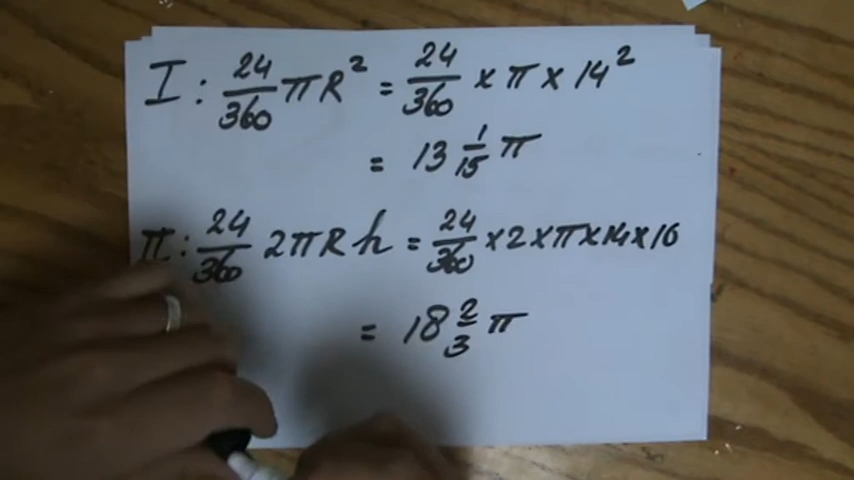 I : 24/360 πR² = 24/360 × π × 14²
= 13 1/15 π
II : 24/360 2πRh = 24/360 × 2 × π × 14 × 10
= 18 2/3 π